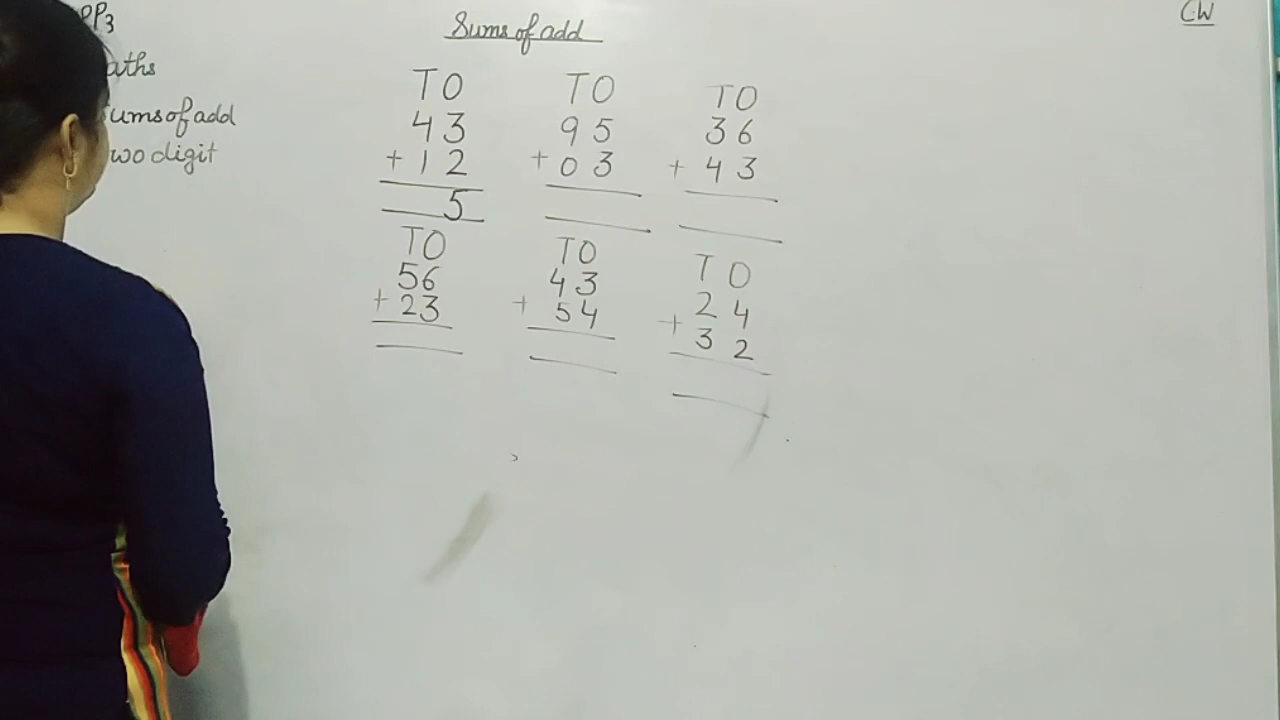 PP3
aths
Sums of add
ums of add
wo digit
CW
TO TO TO
43 95 36
+ 12 + 03 + 43
5
TO TO TO
56 43 24
+ 23 + 54 + 32